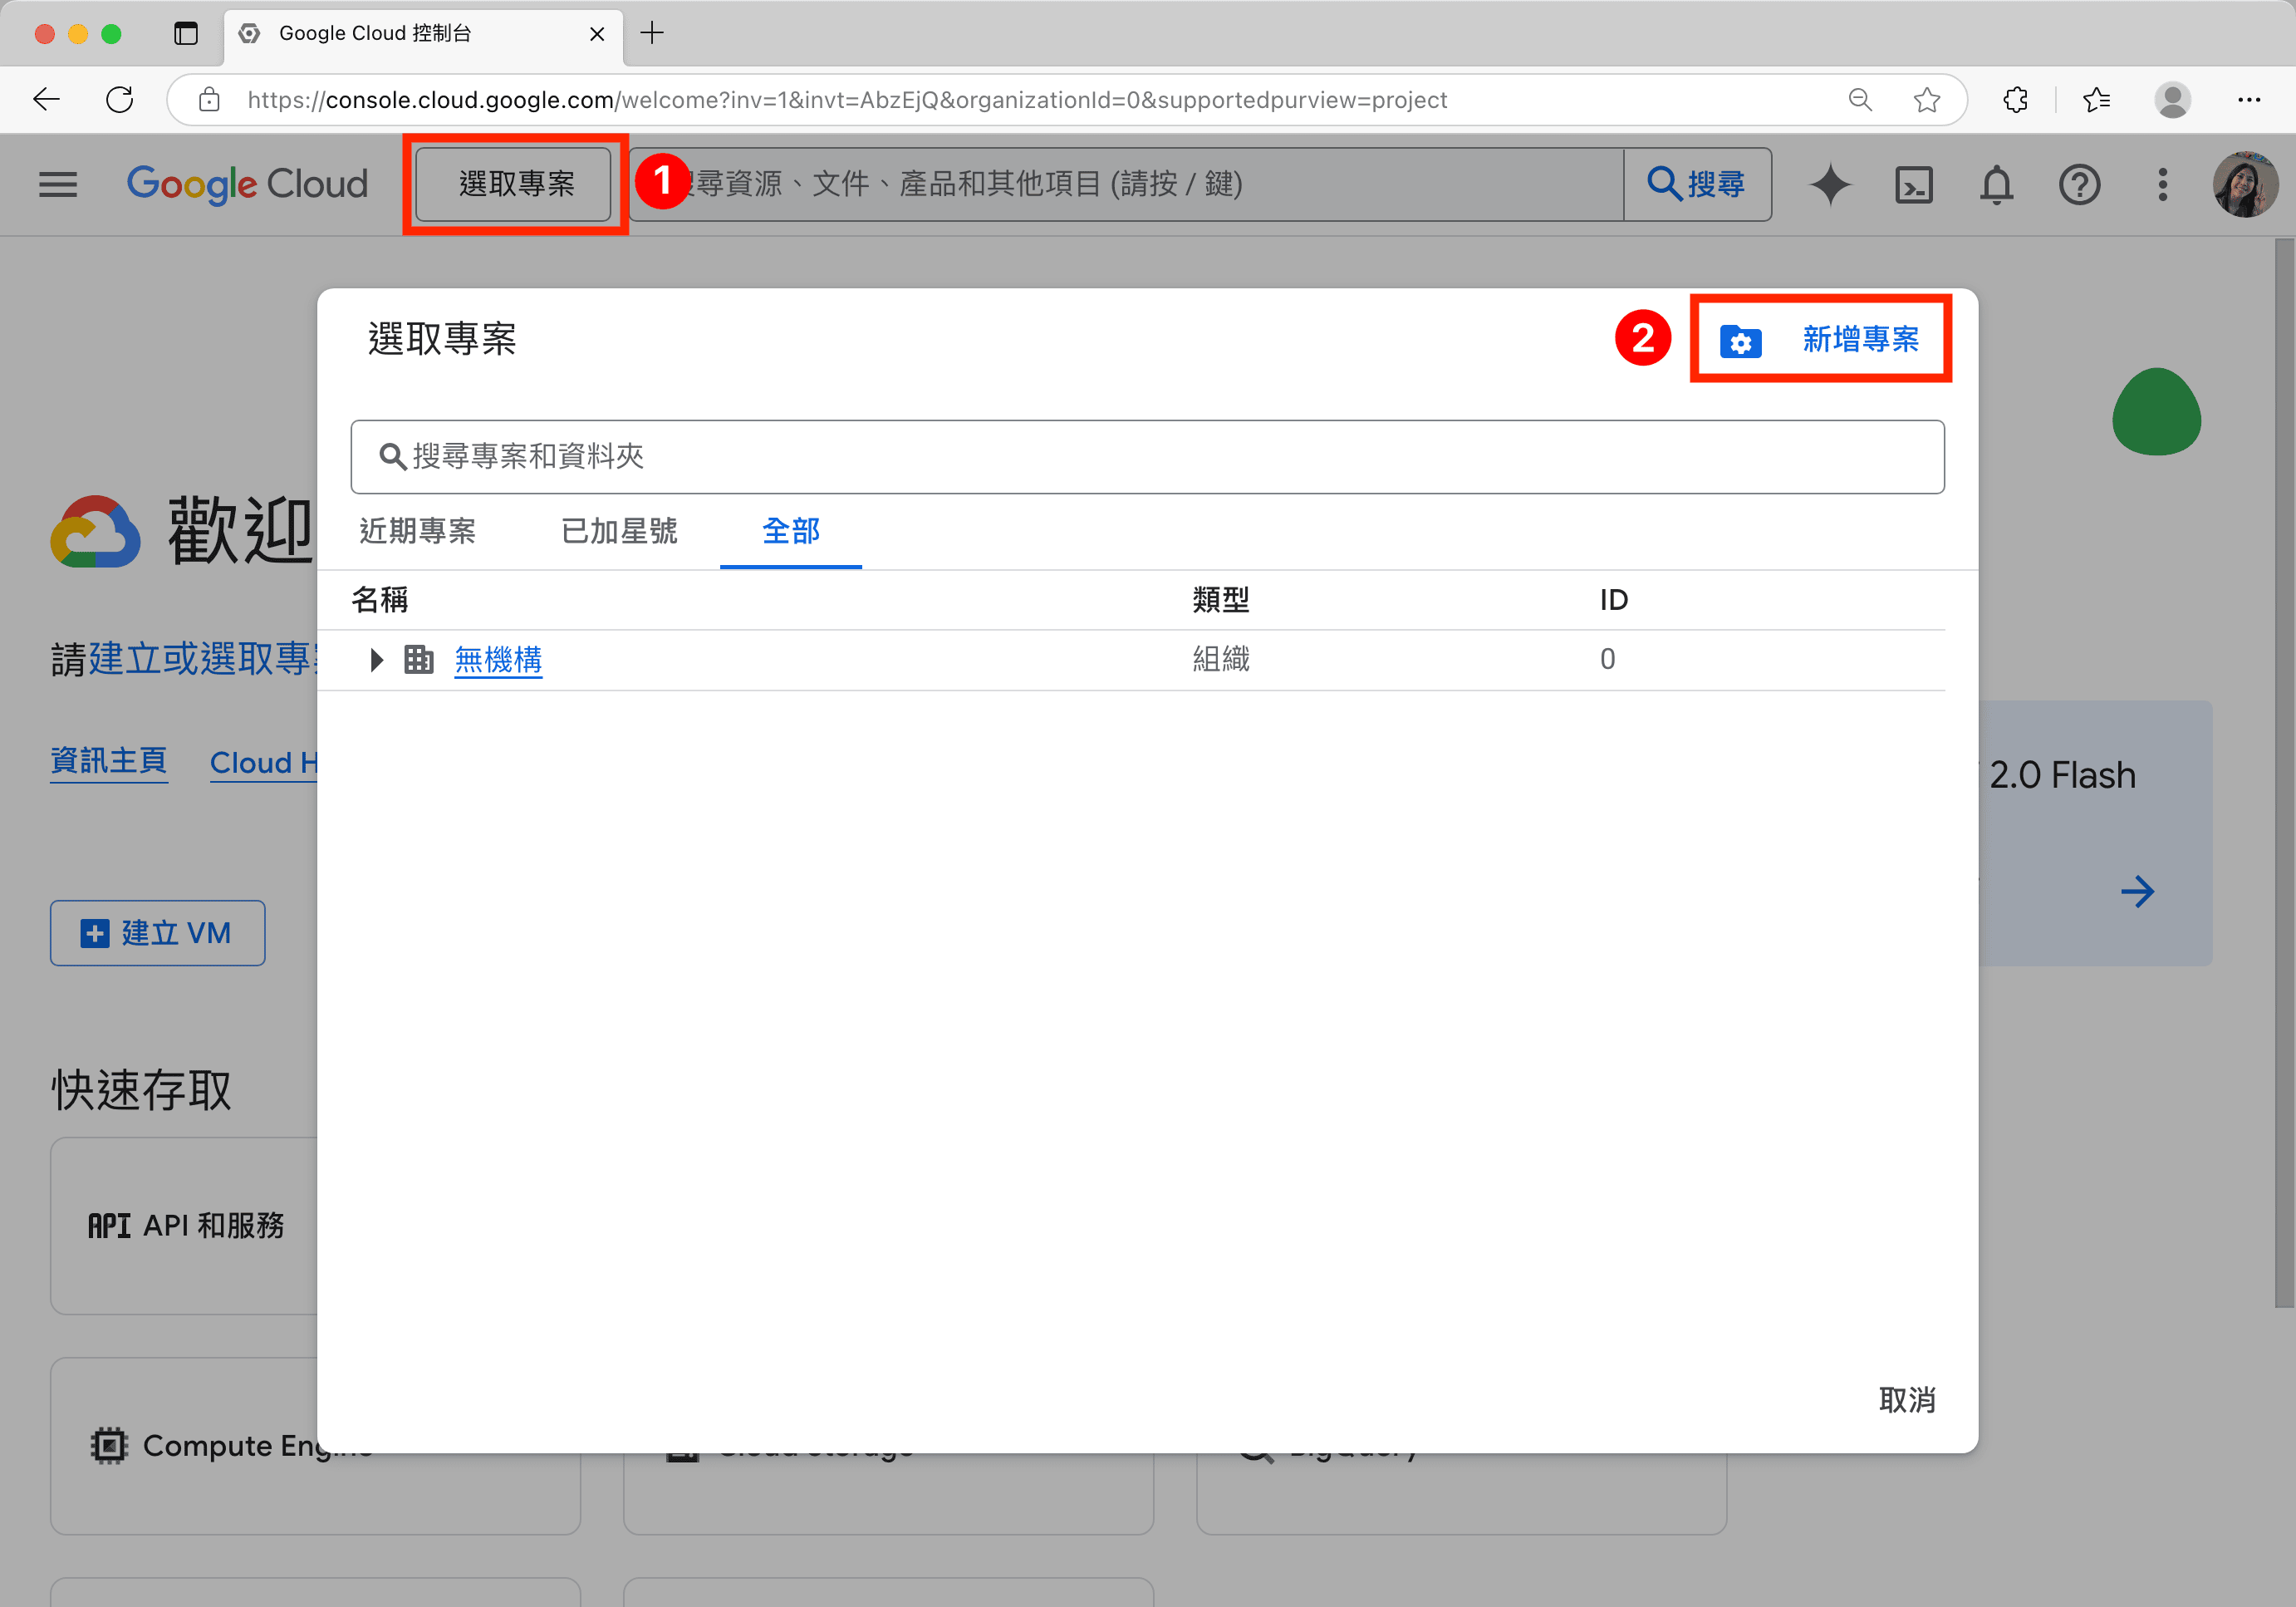 Google Cloud 控制台
https://console.cloud.google.com/welcome?inv=1&invt=AbzEjQ&organizationId=0&supportedpurview=project
Google Cloud
選取專案
1
尋資源、文件、產品和其他項目 (請按 / 鍵)
搜尋
選取專案
2
新增專案
搜尋專案和資料夾
近期專案 已加星號 全部
名稱 類型 ID
無機構 組織 0
取消
歡迎
請建立或選取專
資訊主頁 Cloud H
2.0 Flash
建立 VM
快速存取
API API 和服務
Compute Engine
Cloud Storage
BigQuery